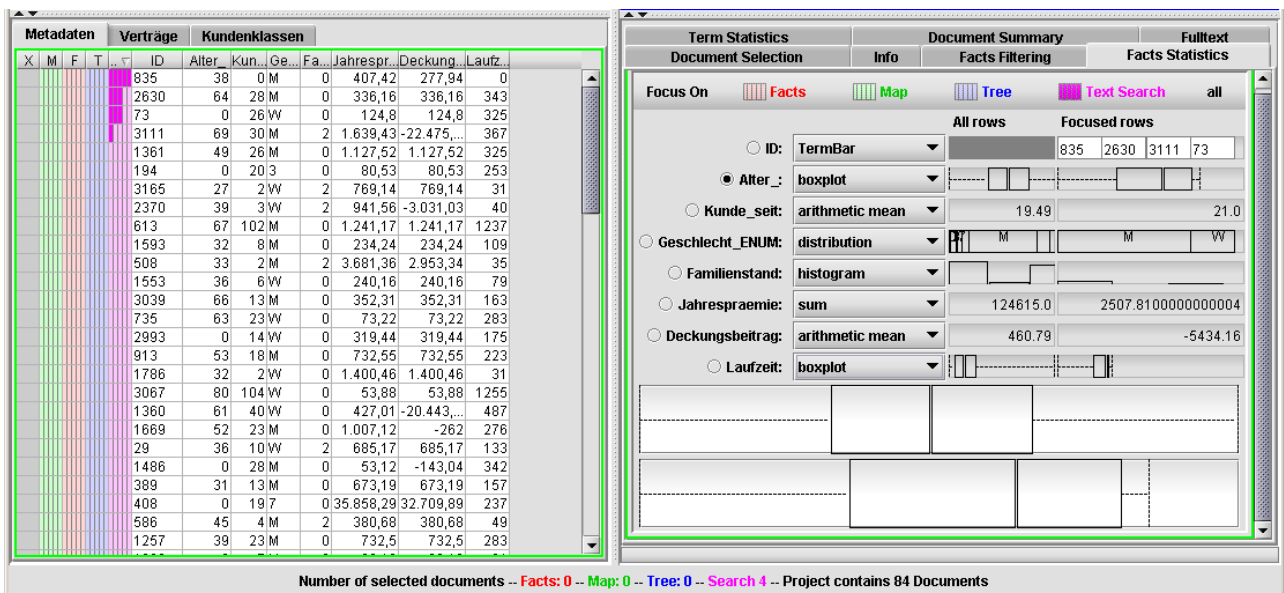 Metadaten Verträge Kundenklassen
X M F T .. ID Alter_ Kun... Ge... Fa... Jahrespr... Deckung... Laufz...
835 38 0 M 0 407,42 277,94 0
2630 64 28 M 0 336,16 336,16 343
73 0 26 W 0 124,8 124,8 325
3111 69 30 M 2 1.639,43 -22.475,... 367
1361 49 26 M 0 1.127,52 1.127,52 325
194 0 20 3 0 80,53 80,53 253
3165 27 2 W 2 769,14 769,14 31
2370 39 3 W 2 941,56 -3.031,03 40
613 67 102 M 0 1.241,17 1.241,17 1237
1593 32 8 M 0 234,24 234,24 109
508 33 2 M 2 3.681,36 2.953,34 35
1553 36 6 W 0 240,16 240,16 79
3039 66 13 M 0 352,31 352,31 163
735 63 23 W 0 73,22 73,22 283
2993 0 14 W 0 319,44 319,44 175
913 53 18 M 0 732,55 732,55 223
1786 32 2 W 0 1.400,46 1.400,46 31
3067 80 104 W 0 53,88 53,88 1255
1360 61 40 W 0 427,01 -20.443,... 487
1669 52 23 M 0 1.007,12 -262 276
29 36 10 W 2 685,17 685,17 133
1486 0 28 M 0 53,12 -143,04 342
389 31 13 M 0 673,19 673,19 157
408 0 19 7 0 35.858,29 32.709,89 237
586 45 4 M 2 380,68 380,68 49
1257 39 23 M 0 732,5 732,5 283
Term Statistics Document Summary Fulltext
Document Selection Info Facts Filtering Facts Statistics
Focus On Facts Map Tree Text Search all
All rows Focused rows
ID: TermBar 835 2630 3111 73
Alter_: boxplot
Kunde_seit: arithmetic mean 19.49 21.0
Geschlecht_ENUM: distribution M M W
Familienstand: histogram
Jahrespraemie: sum 124615.0 2507.8100000000004
Deckungsbeitrag: arithmetic mean 460.79 -5434.16
Laufzeit: boxplot
Number of selected documents -- Facts: 0 -- Map: 0 -- Tree: 0 -- Search 4 -- Project contains 84 Documents